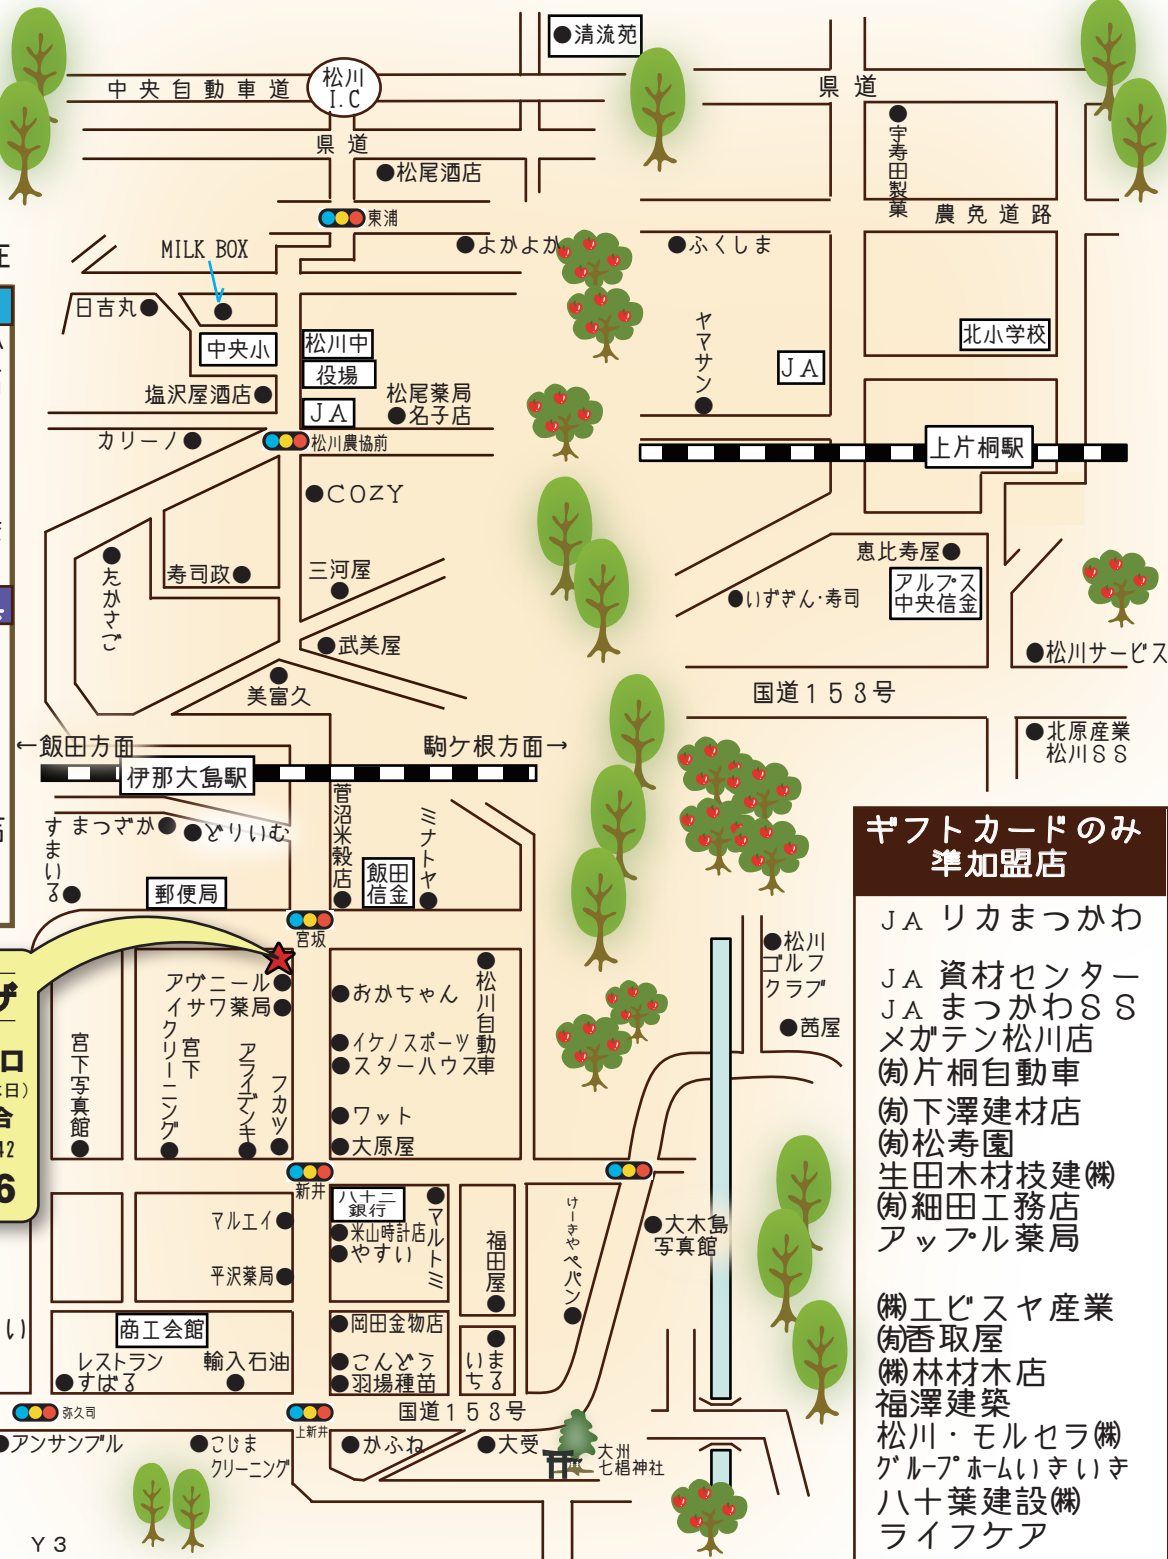 ●清流苑
中央自動車道
松川
I.C
県道
県道
●松尾酒店
●宇寿田製菓
農免道路
東浦
MILK BOX
●よかよか
●ふくしま
日吉丸●
中央小
松川中
役場
JA
塩沢屋酒店●
松尾薬局
●名子店
ヤマサン●
JA
北小学校
カリーノ●
松川農協前
上片桐駅
●COZY
●たかさご
寿司政●
三河屋
●
●武美屋
●
美富久
恵比寿屋●
アルプス
中央信金
●いずぎん・寿司
●松川サービス
国道153号
●北原産業
松川SS
←飯田方面
駒ケ根方面→
伊那大島駅
すまいる●
まつざか●
●どりいむ
菅沼米穀店●
ミナトヤ●
飯田
信金
郵便局
宮坂
ギフトカードのみ
準加盟店
JA リカまつかわ
JA 資材センター
JA まつかわSS
メガテン松川店
㈲片桐自動車
㈲下澤建材店
㈲松寿園
生田木材技建㈱
㈲細田工務店
アップル薬局
㈱エビスヤ産業
㈲香取屋
㈱林材木店
福澤建築
松川・モルセラ㈱
グループホームいきいき
八十葉建設㈱
ライフケア
アヴニール●
イサワ薬局●
●おかちゃん
●松川自動車
●イケノスポーツ
●スターハウス
宮下写真館●
宮下
クリーニング●
アライデンキ●
フカツ●
●ワット
●大原屋
●松川
ゴルフ
クラブ
●茜屋
新井
八十二
銀行
●マルトミ
●米山時計店
●やすい
マルエイ●
平沢薬局●
福田屋●
けーきやペパン●
●大木島
写真館
商工会館
●岡田金物店
●こんどう
●羽場種苗
●いまちる
レストラン
●すばる
輸入石油
●
い
弥久司
上新井
国道153号
●アンサンブル
●こじま
クリーニング
●かふね
●大受
大州
七椙神社
ザ
ロ
日)
合
42
6
Y3